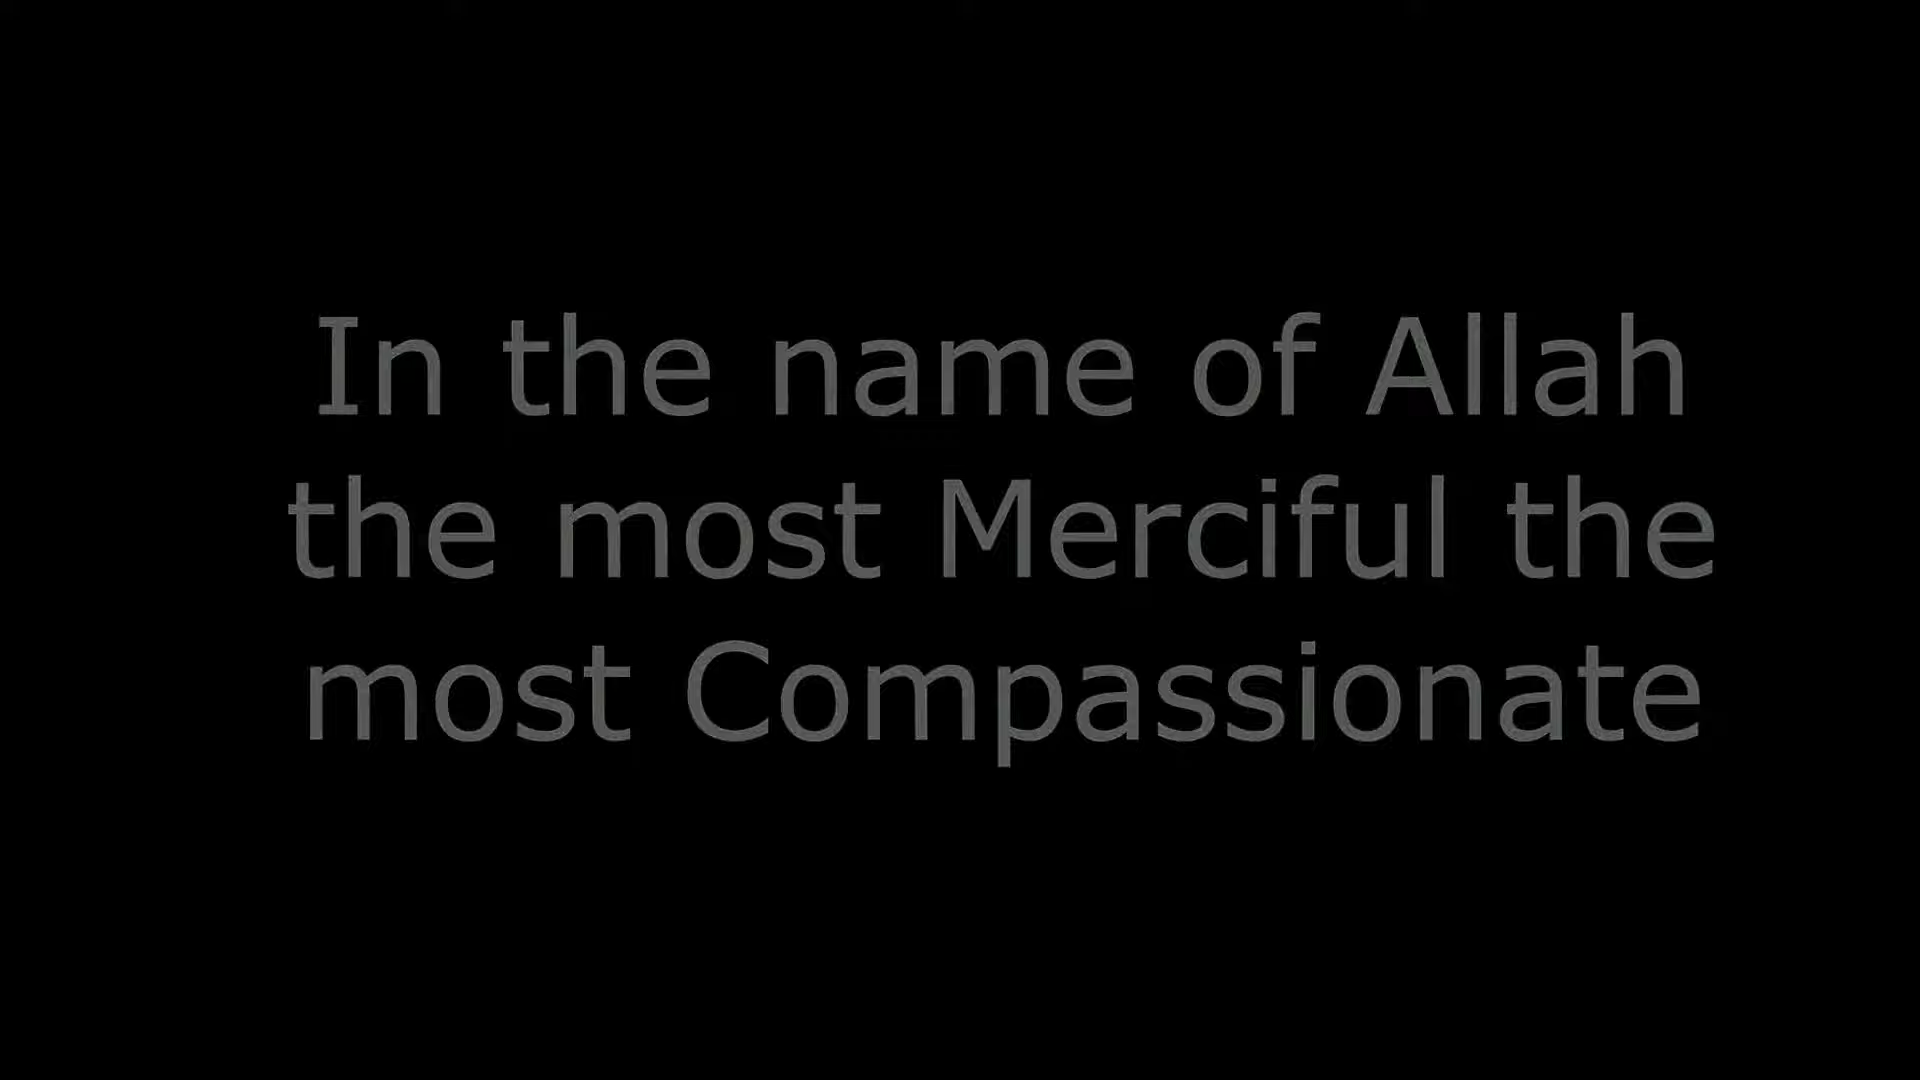 In the name of Allah
the most Merciful the
most Compassionate